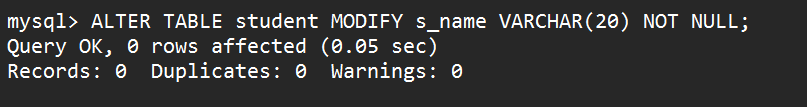 mysql> ALTER TABLE student MODIFY s_name VARCHAR(20) NOT NULL;
Query OK, 0 rows affected (0.05 sec)
Records: 0  Duplicates: 0  Warnings: 0